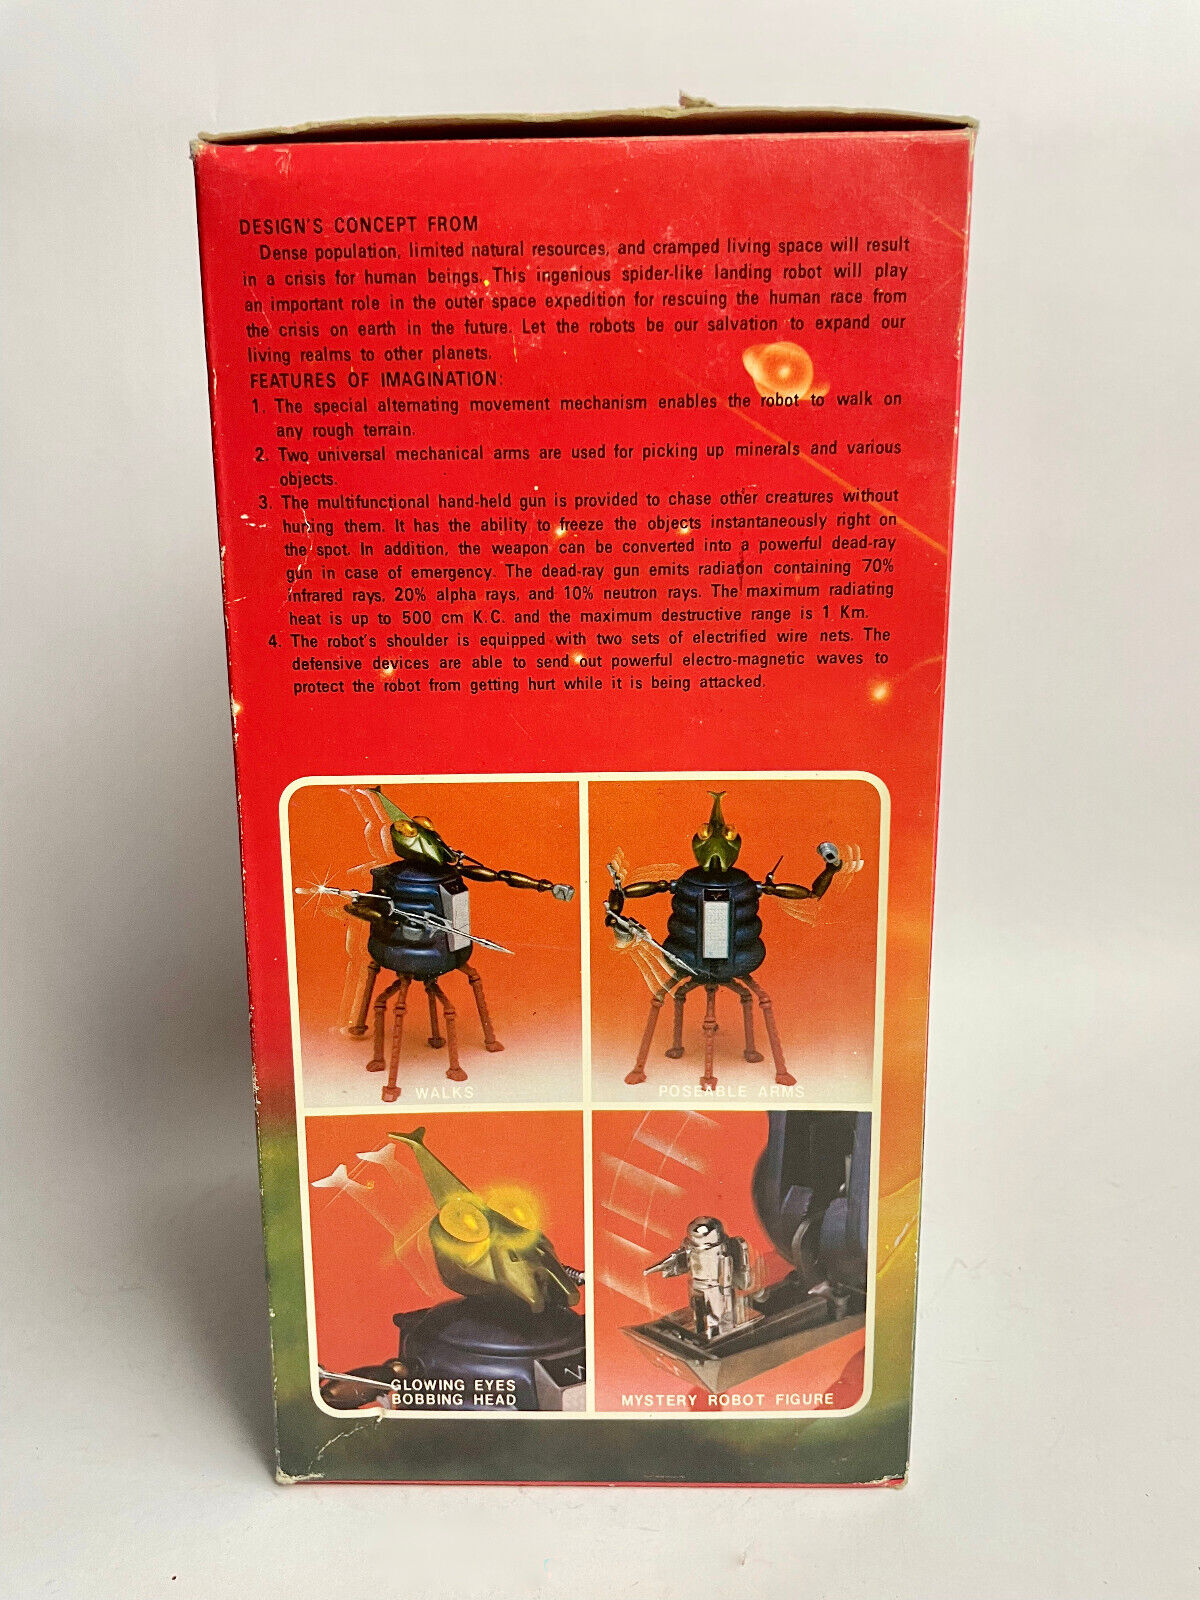 DESIGN'S CONCEPT FROM
Dense population, limited natural resources, and cramped living space will result
in a crisis for human beings. This ingenious spider-like landing robot will play
an important role in the outer space expedition for rescuing the human race from
the crisis on earth in the future. Let the robots be our salvation to expand our
living realms to other planets.
FEATURES OF IMAGINATION:
1. The special alternating movement mechanism enables the robot to walk on
any rough terrain.
2. Two universal mechanical arms are used for picking up minerals and various
objects.
3. The multifunctional hand-held gun is provided to chase other creatures without
hurting them. It has the ability to freeze the objects instantaneously right on
the spot. In addition, the weapon can be converted into a powerful dead-ray
gun in case of emergency. The dead-ray gun emits radiation containing 70%
infrared rays, 20% alpha rays, and 10% neutron rays. The maximum radiating
heat is up to 500 cm K.C. and the maximum destructive range is 1 Km.
4. The robot's shoulder is equipped with two sets of electrified wire nets. The
defensive devices are able to send out powerful electro-magnetic waves to
protect the robot from getting hurt while it is being attacked.
WALKS
POSEABLE ARMS
GLOWING EYES
BOBBING HEAD
MYSTERY ROBOT FIGURE